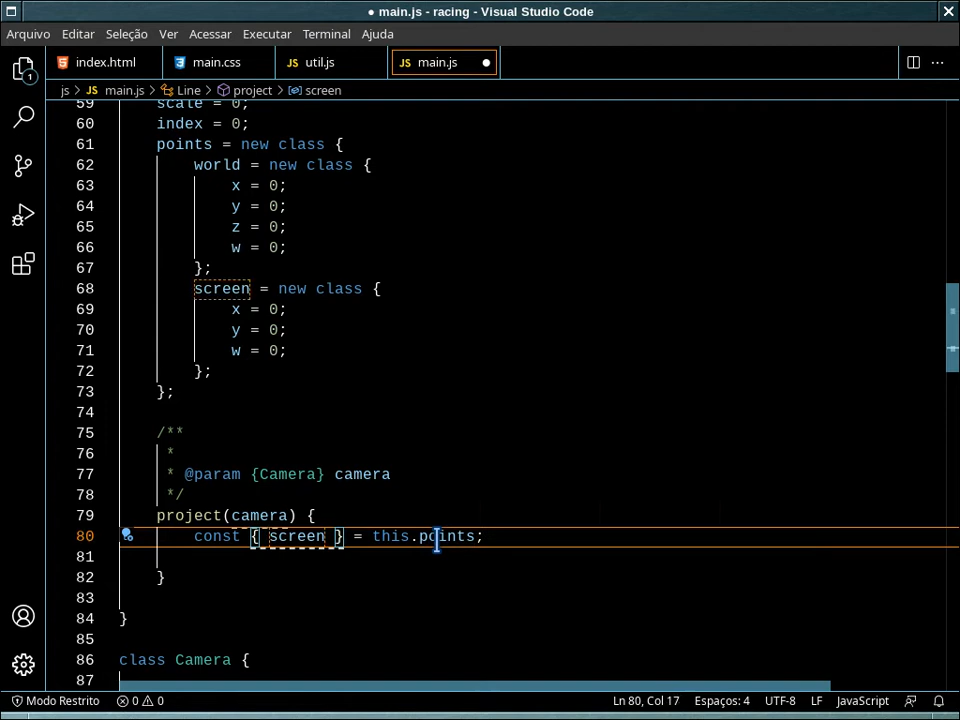 ● main.js - racing - Visual Studio Code
Arquivo Editar Seleção Ver Acessar Executar Terminal Ajuda
index.html main.css JS util.js JS main.js ●
js > JS main.js > Line > project > screen
59 scale = 0;
60 index = 0;
61 points = new class {
62 world = new class {
63 x = 0;
64 y = 0;
65 z = 0;
66 w = 0;
67 };
68 screen = new class {
69 x = 0;
70 y = 0;
71 w = 0;
72 };
73 };
74
75 /**
76 *
77 * @param {Camera} camera
78 */
79 project(camera) {
80 const { screen } = this.points;
81
82 }
83
84 }
85
86 class Camera {
87
1
Modo Restrito 0 0 Ln 80, Col 17 Espaços: 4 UTF-8 LF JavaScript